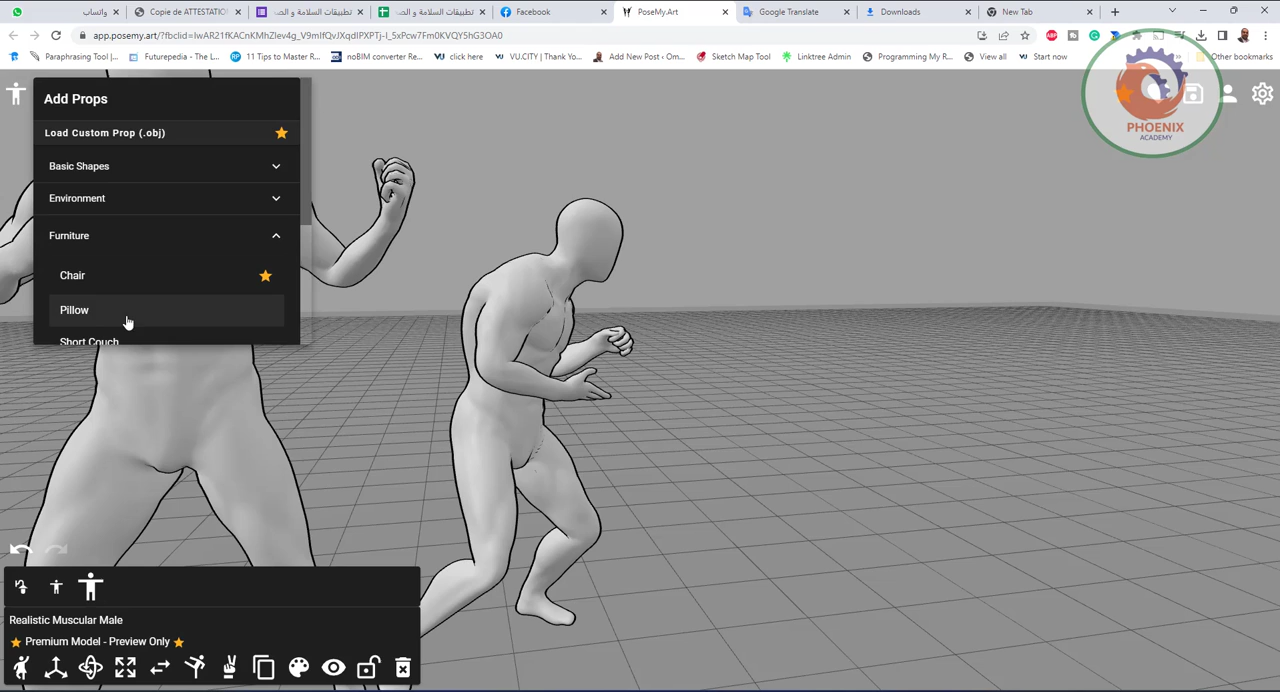 واتساب
Copie de ATTESTATIO
تطبيقات السلامة و الص
تطبيقات السلامة و الص
Facebook
PoseMy.Art
Google Translate
Downloads
New Tab
app.posemy.art/?fbclid=IwAR21fKACnKMhZlev4g_V9mIfQvJXqdIPXPTj-I_5xPcw7Fm0KVQY5hG3OA0
Paraphrasing Tool |...
Futurepedia - The L...
11 Tips to Master R...
noBIM converter Re...
click here
VU.CITY | Thank Yo...
Add New Post ‹ Om...
Sketch Map Tool
Linktree Admin
Programming My R...
View all
Start now
»
Other bookmarks
PHOENIX
ACADEMY
Add Props
Load Custom Prop (.obj)
Basic Shapes
Environment
Furniture
Chair
Pillow
Short Couch
Realistic Muscular Male
Premium Model - Preview Only